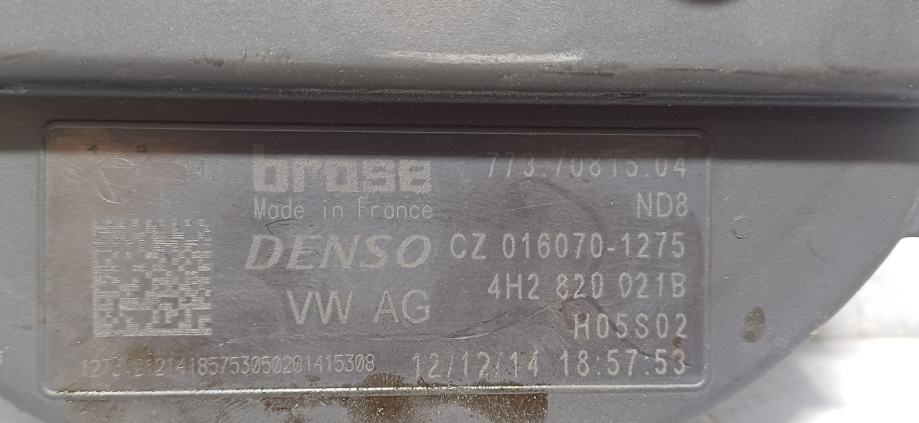 brose 773.70815.04
Made in France ND8
DENSO CZ 016070-1275
4H2 820 021B
VW AG
H05S02
12/12/14 18:57:53